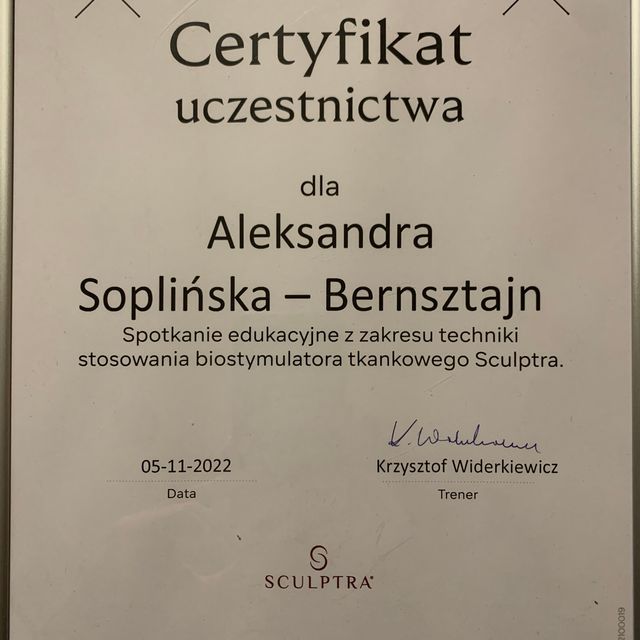 Certyfikat
uczestnictwa
dla
Aleksandra
Soplińska – Bernsztajn
Spotkanie edukacyjne z zakresu techniki
stosowania biostymulatora tkankowego Sculptra.
K. Widerkiewicz
05-11-2022
Krzysztof Widerkiewicz
Data
Trener
SCULPTRA®